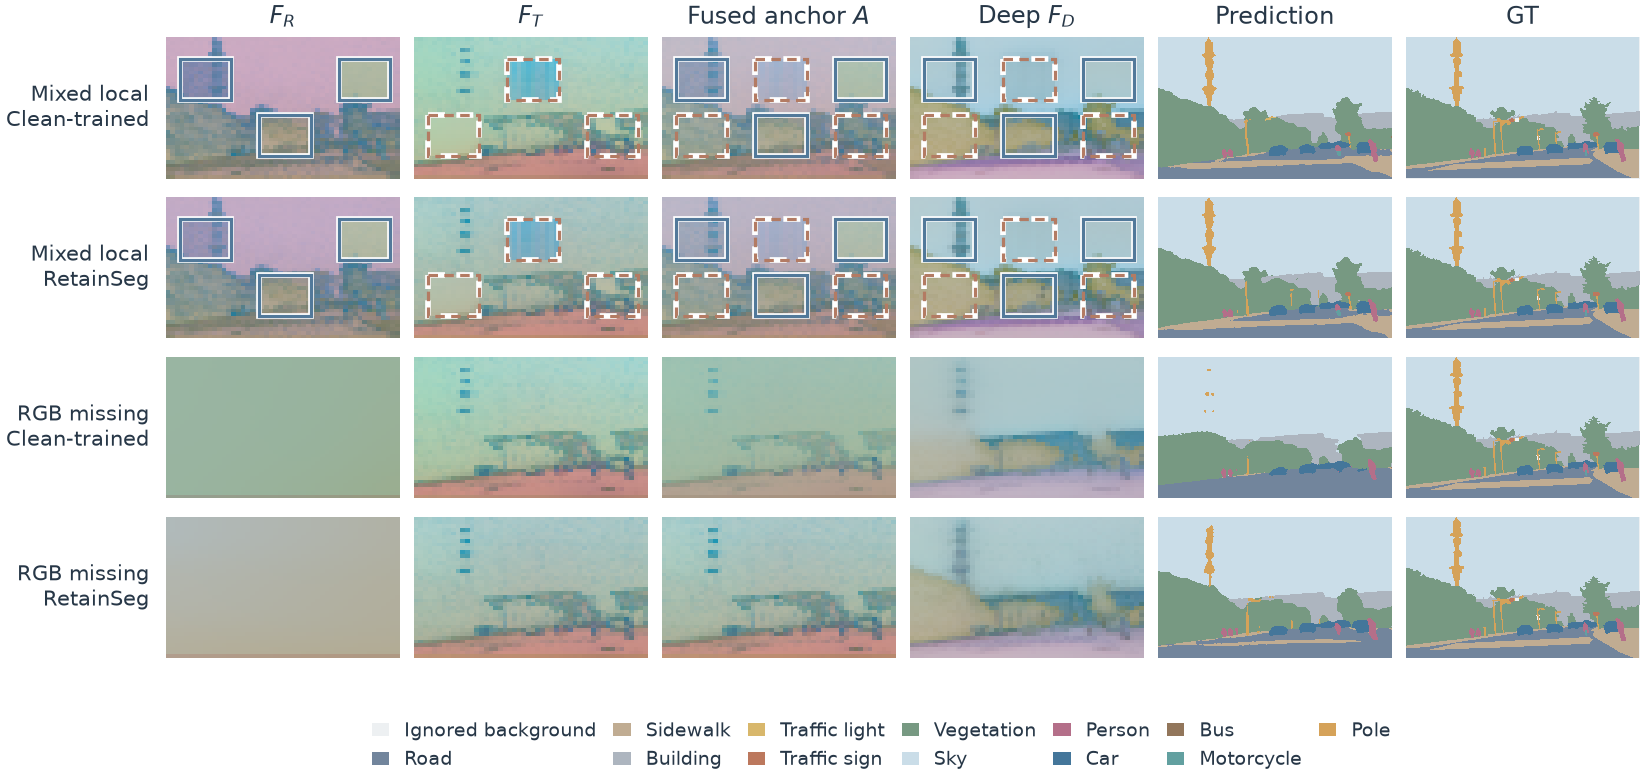 F_R F_T Fused anchor A Deep F_D Prediction GT
Mixed local
Clean-trained
Mixed local
RetainSeg
RGB missing
Clean-trained
RGB missing
RetainSeg
Ignored background Sidewalk Traffic light Vegetation Person Bus Pole
Road Building Traffic sign Sky Car Motorcycle